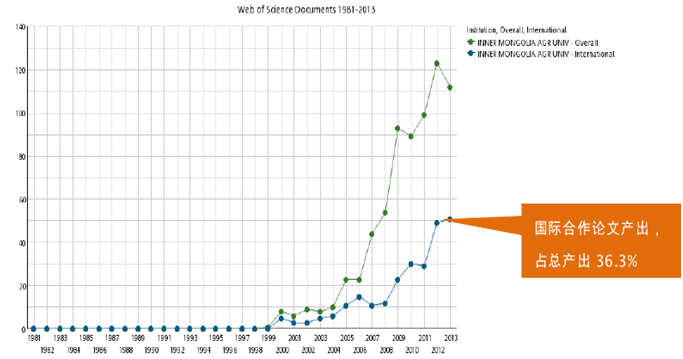 Web of Science Documents 1981-2013
Institution, Overall, International
INNER MONGOLIA AGR UNIV - Overall
INNER MONGOLIA AGR UNIV - International
140
120
100
80
60
40
20
0
国际合作论文产出，
占总产出 36.3%
1981 1983 1985 1987 1989 1991 1993 1995 1997 1999 2001 2003 2005 2007 2009 2011 2013
1982 1984 1986 1988 1990 1992 1994 1996 1998 2000 2002 2004 2006 2008 2010 2012